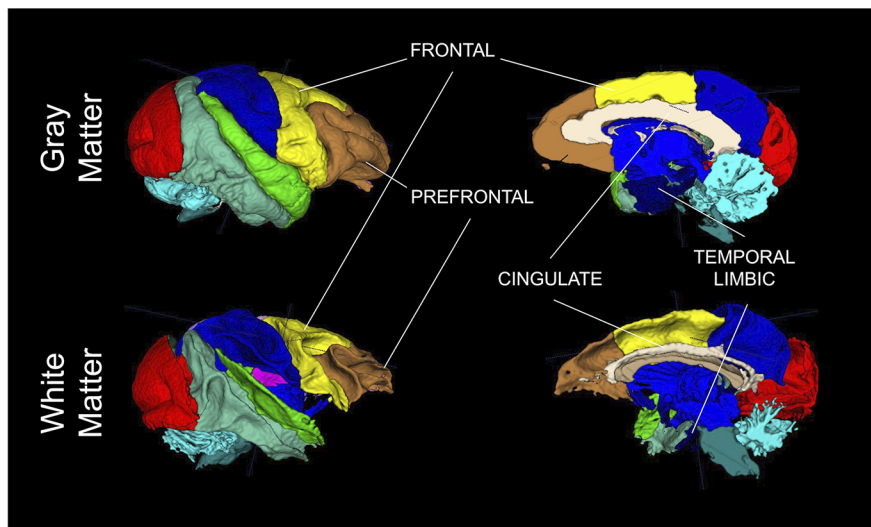 Gray
Matter
FRONTAL
PREFRONTAL
CINGULATE
TEMPORAL
LIMBIC
White
Matter